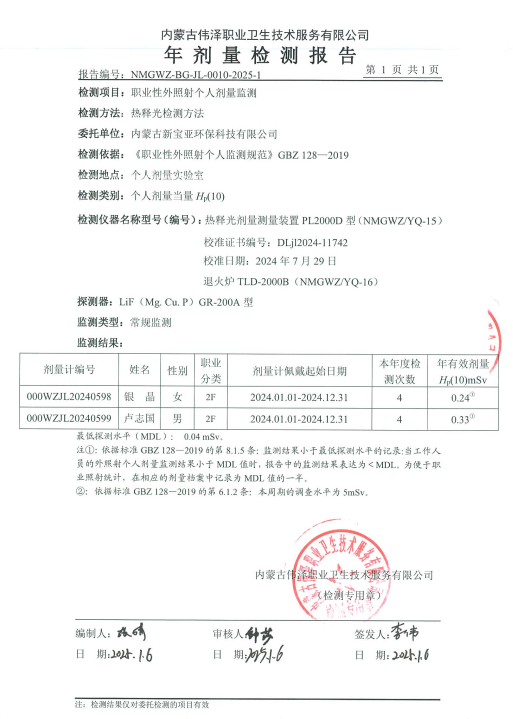 内蒙古伟泽职业卫生技术服务有限公司
年剂量检测报告
报告编号：NMGWZ-BG-JL-0010-2025-1
第 1 页 共1页
检测项目：职业性外照射个人剂量监测
检测方法：热释光检测方法
委托单位：内蒙古新宝亚环保科技有限公司
检测依据：《职业性外照射个人监测规范》GBZ 128—2019
检测地点：个人剂量实验室
检测类别：个人剂量当量 Hp(10)
检测仪器名称型号（编号）：热释光剂量测量装置 PL2000D 型（NMGWZ/YQ-15）
校准证书编号：DLjl2024-11742
校准日期：2024 年 7 月 29 日
退火炉 TLD-2000B（NMGWZ/YQ-16）
探测器：LiF（Mg. Cu. P）GR-200A 型
监测类型：常规监测
监测结果：
剂量计编号 姓名 性别 职业分类 剂量计佩戴起始日期 本年度检测次数 年有效剂量 Hp(10)mSv
000WZJL20240598 银 晶 女 2F 2024.01.01-2024.12.31 4 0.24①
000WZJL20240599 卢志国 男 2F 2024.01.01-2024.12.31 4 0.33①
最低探测水平（MDL）： 0.04 mSv。
注①：依据标准 GBZ 128—2019 的第 8.1.5 条：监测结果小于最低探测水平的记录:当工作人
员的外照射个人剂量监测结果小于 MDL 值时，报告中的监测结果表达为＜MDL。为便于职
业照射统计，在相应的剂量档案中记录为 MDL 值的一半。
②：依据标准 GBZ 128—2019 的第 6.1.2 条：本周期的调查水平为 5mSv。
内蒙古伟泽职业卫生技术服务有限公司
（检测专用章）
编制人： 审核人： 签发人：李伟
日 期:2025.1.6 日 期:2025.1.6 日 期:2025.1.6
注：检测结果仅对委托检测的项目有效